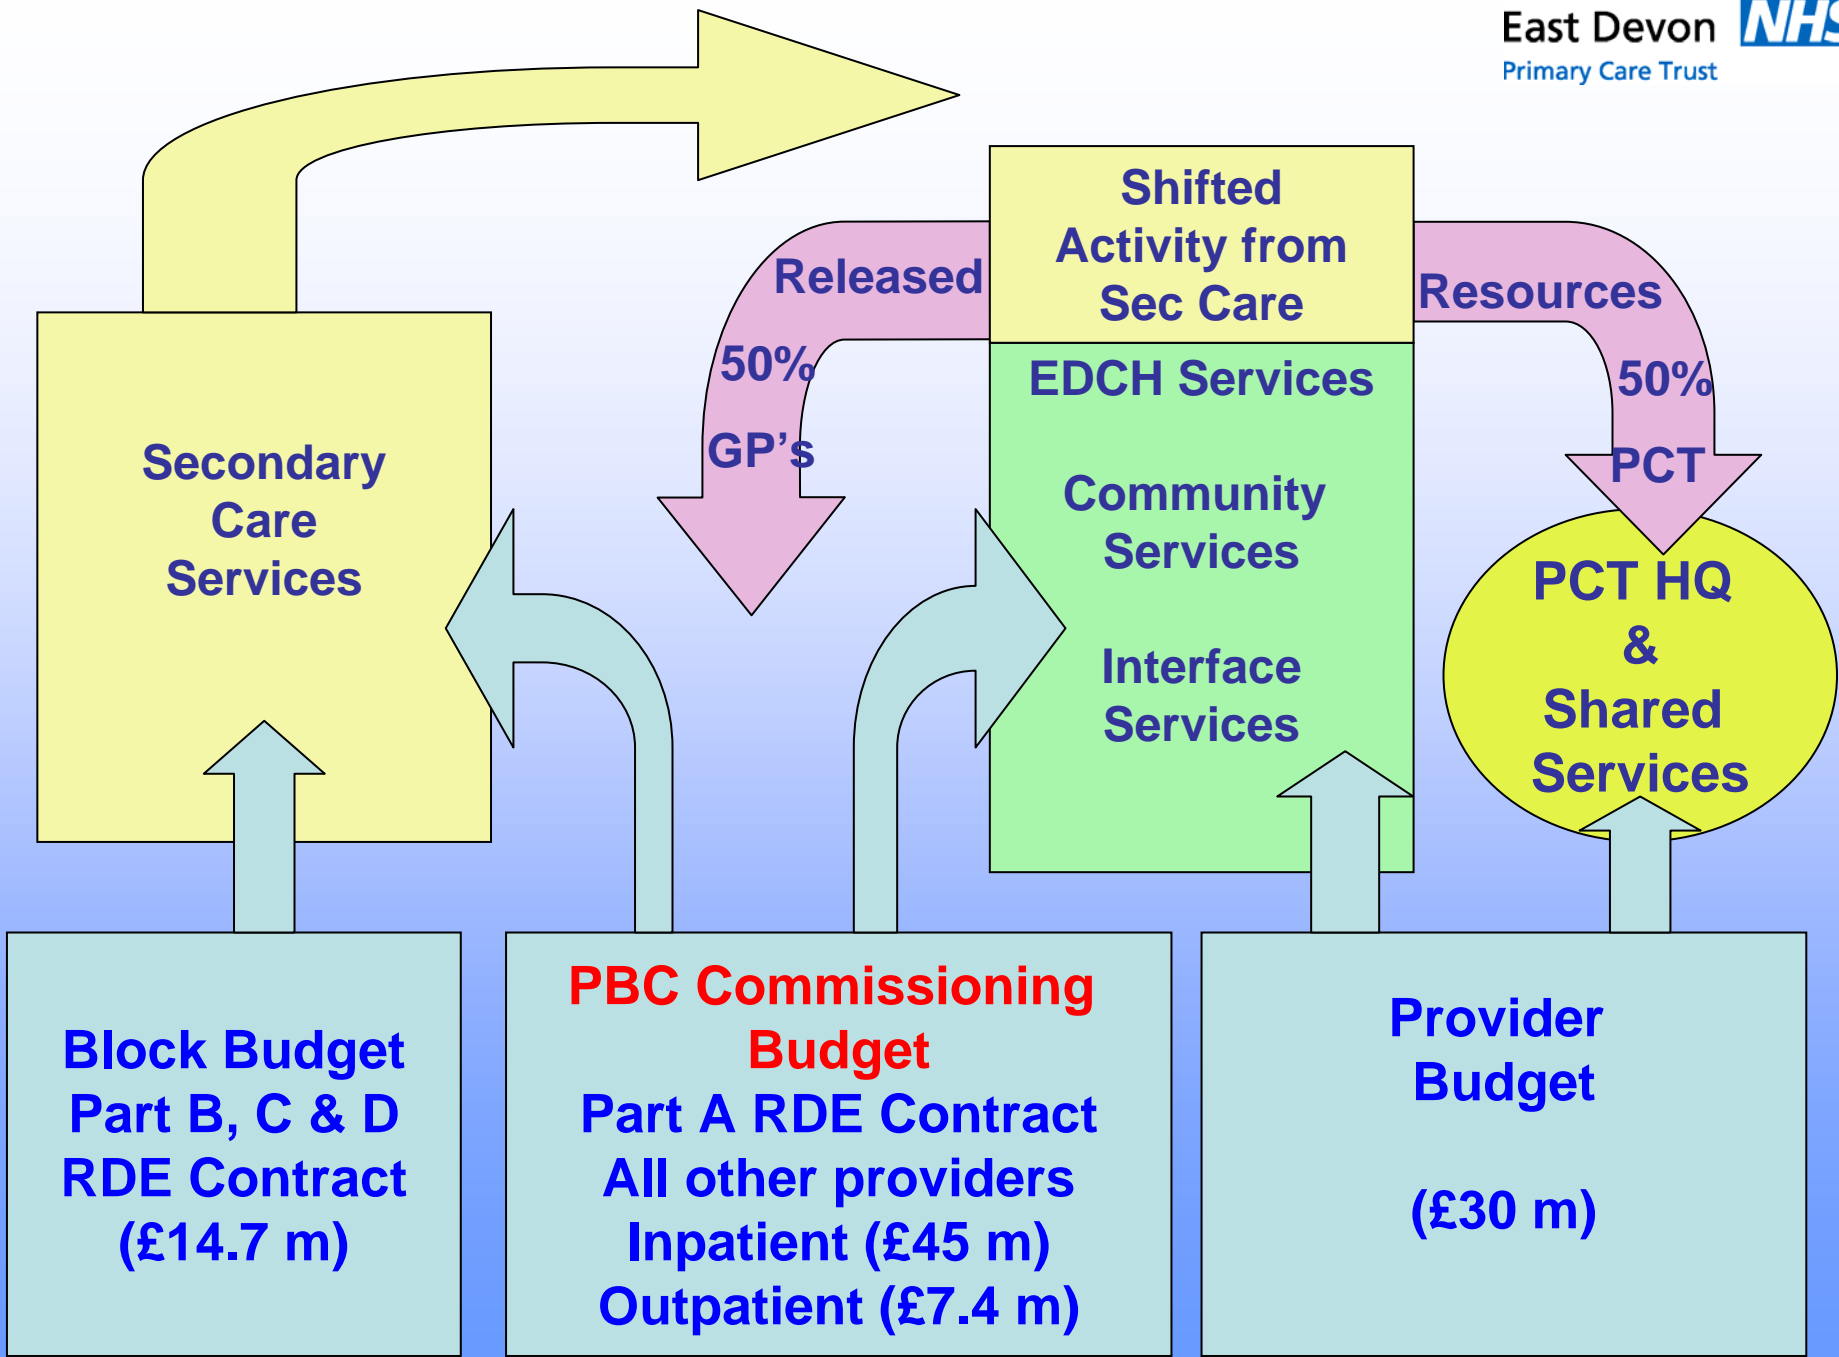 East Devon NHS
Primary Care Trust
Shifted
Activity from
Sec Care
Released
50%
GP's
Resources
50%
PCT
EDCH Services
Community
Services
Interface
Services
Secondary
Care
Services
PCT HQ
&
Shared
Services
Block Budget
Part B, C & D
RDE Contract
(£14.7 m)
PBC Commissioning
Budget
Part A RDE Contract
All other providers
Inpatient (£45 m)
Outpatient (£7.4 m)
Provider
Budget
(£30 m)